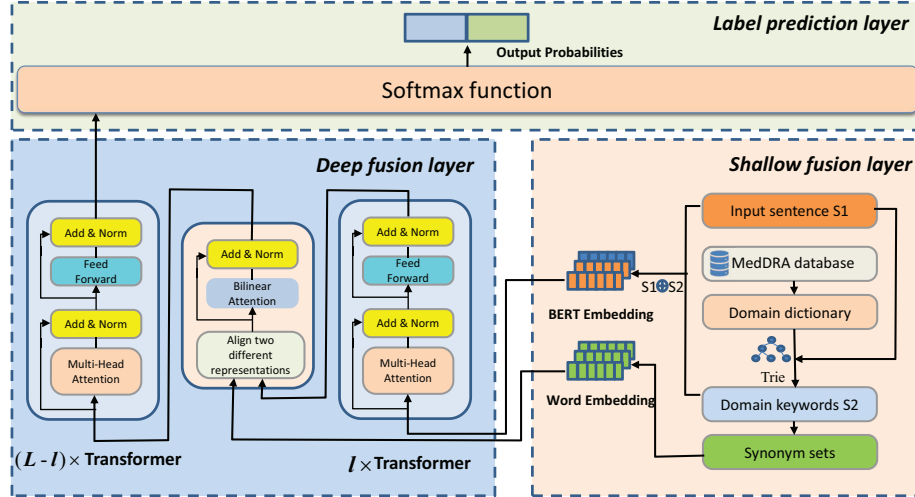 Label prediction layer
Output Probabilities
Softmax function
Deep fusion layer
Add & Norm
Feed
Forward
Add & Norm
Multi-Head
Attention
(L - l) × Transformer
Add & Norm
Bilinear
Attention
Align two
different
representations
Add & Norm
Feed
Forward
Add & Norm
Multi-Head
Attention
l × Transformer
Shallow fusion layer
Input sentence S1
MedDRA database
S1⊕S2
BERT Embedding
Domain dictionary
Trie
Word Embedding
Domain keywords S2
Synonym sets